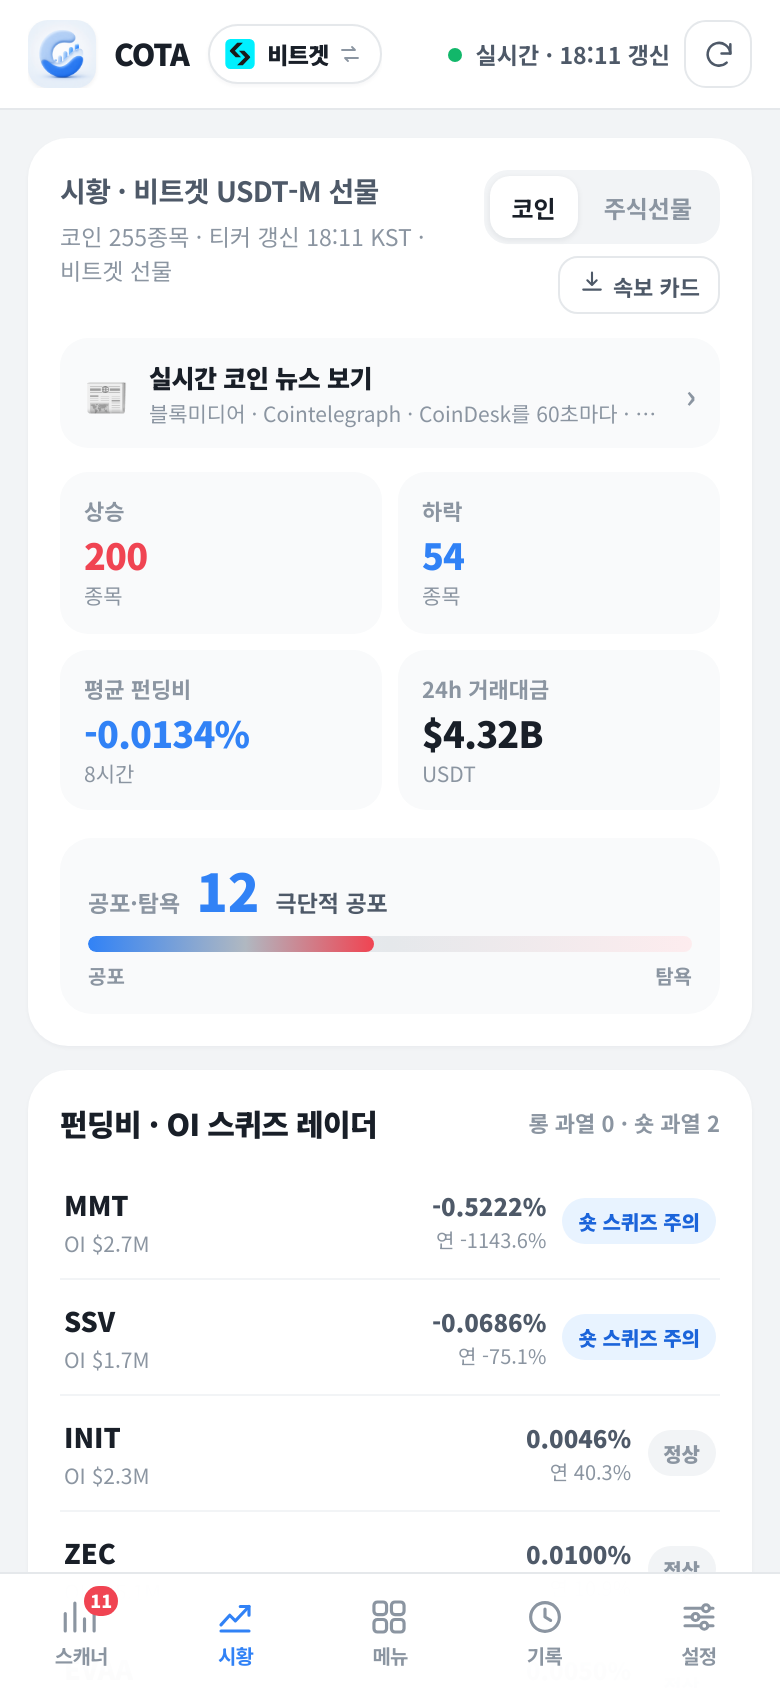 COTA
비트겟
실시간 · 18:11 갱신
시황 · 비트겟 USDT-M 선물
코인 255종목 · 티커 갱신 18:11 KST ·
비트겟 선물
코인
주식선물
속보 카드
실시간 코인 뉴스 보기
블록미디어 · Cointelegraph · CoinDesk를 60초마다 · ···
상승
200
종목
하락
54
종목
평균 펀딩비
-0.0134%
8시간
24h 거래대금
$4.32B
USDT
공포·탐욕 12 극단적 공포
공포
탐욕
펀딩비 · OI 스퀴즈 레이더
롱 과열 0 · 숏 과열 2
MMT
OI $2.7M
-0.5222%
연 -1143.6%
숏 스퀴즈 주의
SSV
OI $1.7M
-0.0686%
연 -75.1%
숏 스퀴즈 주의
INIT
OI $2.3M
0.0046%
연 40.3%
정상
ZEC
0.0100%
정상
11
스캐너
시황
메뉴
기록
설정